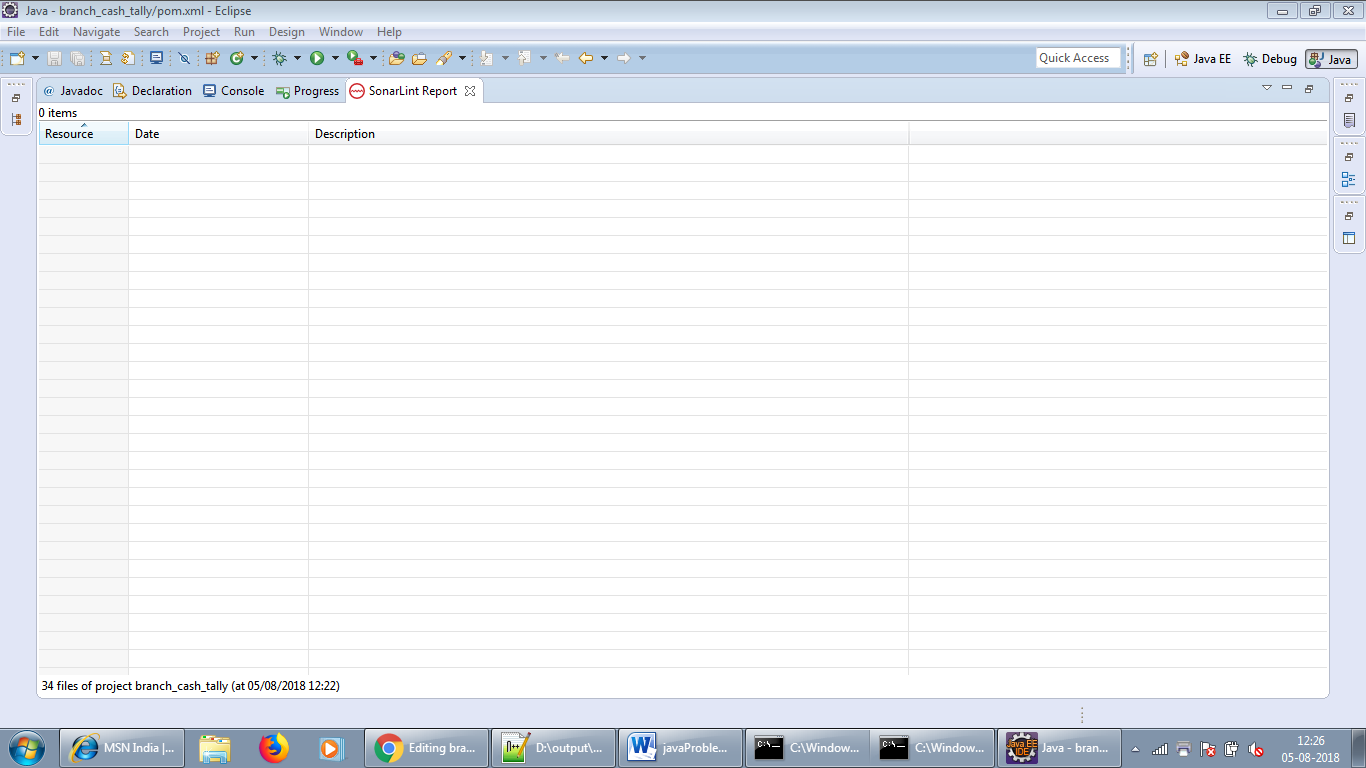 Java - branch_cash_tally/pom.xml - Eclipse
File Edit Navigate Search Project Run Design Window Help
Quick Access Java EE Debug Java
@ Javadoc Declaration Console Progress SonarLint Report
0 items
Resource Date Description
34 files of project branch_cash_tally (at 05/08/2018 12:22)
MSN India |... Editing bra... D:\output\... javaProble... C:\Window... C:\Window... Java - bran... 12:26
05-08-2018